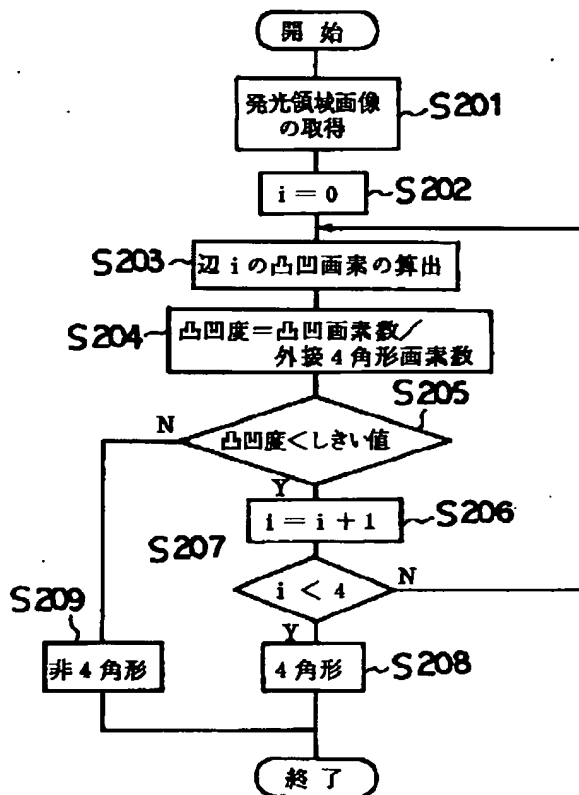 開始
発光領域画像
の取得
S201
i=0
S202
S203
辺iの凸凹画素の算出
S204
凸凹度=凸凹画素数/
外接4角形画素数
S205
凸凹度<しきい値
N
Y
i=i+1
S206
S207
i<4
N
Y
S209
非4角形
4角形
S208
終了